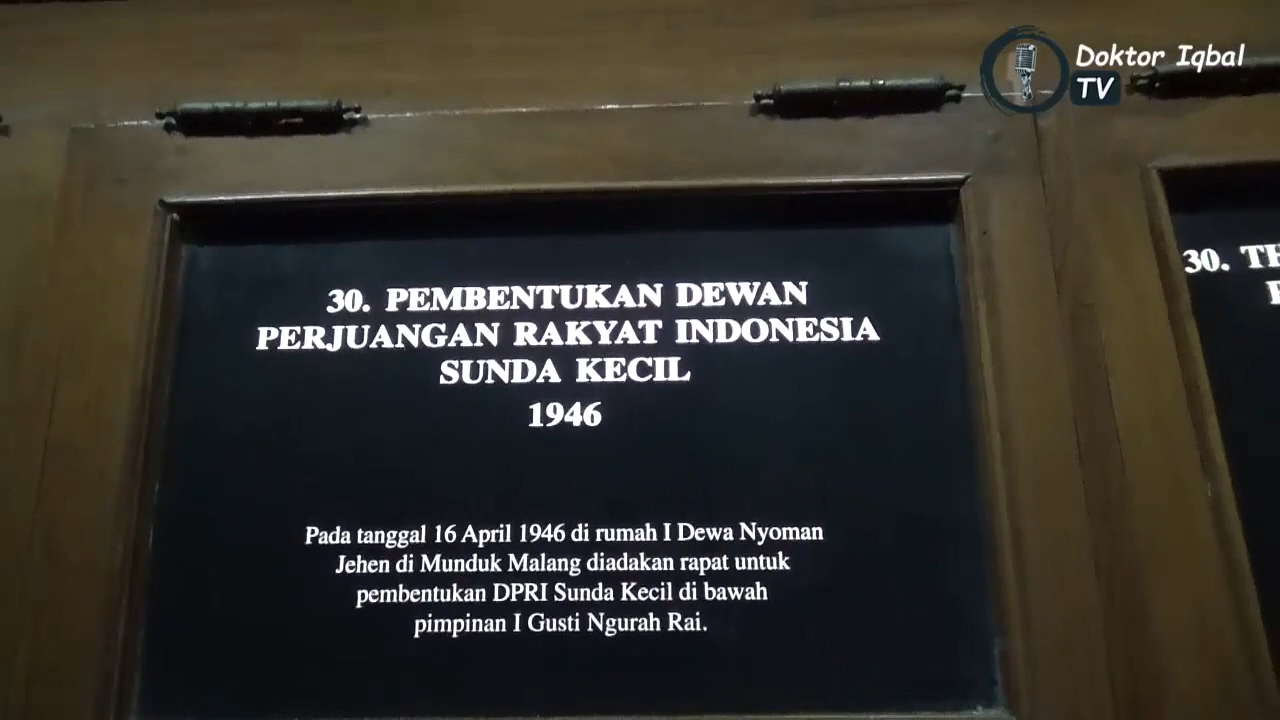 Doktor Iqbal
TV
30. PEMBENTUKAN DEWAN
PERJUANGAN RAKYAT INDONESIA
SUNDA KECIL
1946
Pada tanggal 16 April 1946 di rumah I Dewa Nyoman
Jehen di Munduk Malang diadakan rapat untuk
pembentukan DPRI Sunda Kecil di bawah
pimpinan I Gusti Ngurah Rai.
30.